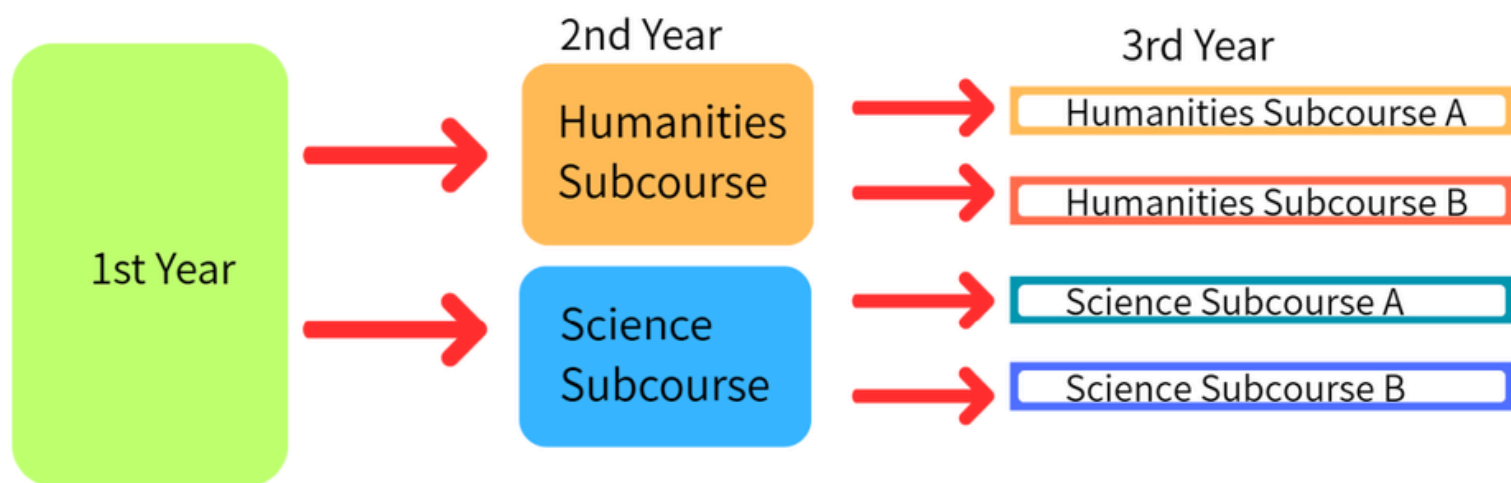 1st Year
2nd Year
Humanities
Subcourse
Science
Subcourse
3rd Year
Humanities Subcourse A
Humanities Subcourse B
Science Subcourse A
Science Subcourse B